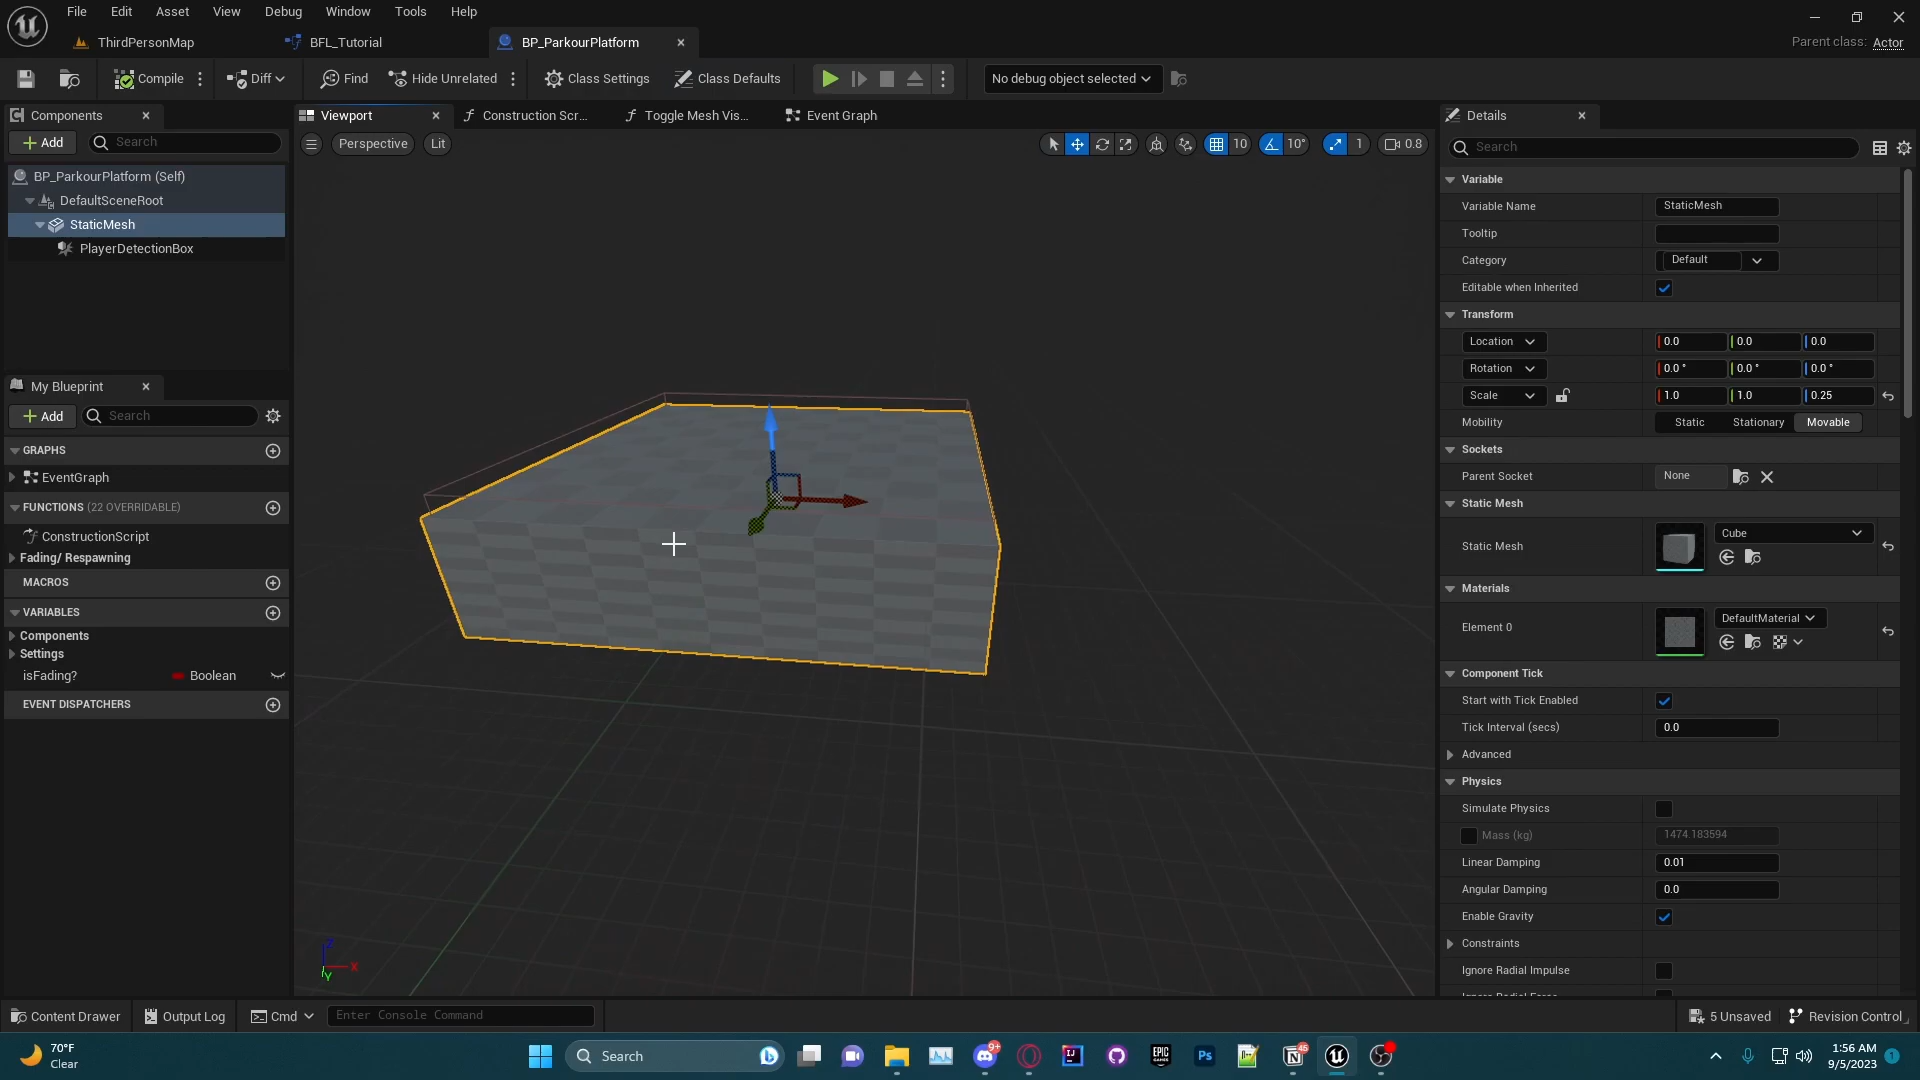 File Edit Asset View Debug Window Tools Help
ThirdPersonMap BFL_Tutorial BP_ParkourPlatform
Parent class: Actor
Compile Diff Find Hide Unrelated Class Settings Class Defaults No debug object selected
Components
Add Search
BP_ParkourPlatform (Self)
DefaultSceneRoot
StaticMesh
PlayerDetectionBox
My Blueprint
Add Search
GRAPHS
EventGraph
FUNCTIONS (22 OVERRIDABLE)
ConstructionScript
Fading/ Respawning
MACROS
VARIABLES
Components
Settings
isFading? Boolean
EVENT DISPATCHERS
Viewport Construction Scr... Toggle Mesh Vis... Event Graph
Perspective Lit 10 10° 1 0.8
Z
X
Y
Details
Search
Variable
Variable Name StaticMesh
Tooltip
Category Default
Editable when Inherited
Transform
Location 0.0 0.0 0.0
Rotation 0.0 ° 0.0 ° 0.0 °
Scale 1.0 1.0 0.25
Mobility Static Stationary Movable
Sockets
Parent Socket None
Static Mesh
Static Mesh Cube
Materials
Element 0 DefaultMaterial
Component Tick
Start with Tick Enabled
Tick Interval (secs) 0.0
Advanced
Physics
Simulate Physics
Mass (kg) 1474.183594
Linear Damping 0.01
Angular Damping 0.0
Enable Gravity
Constraints
Ignore Radial Impulse
Ignore Radial Force
Content Drawer Output Log Cmd Enter Console Command 5 Unsaved Revision Control
70°F
Clear
Search
9+
IJ
EPIC GAMES
Ps
45
1:56 AM
9/5/2023
1